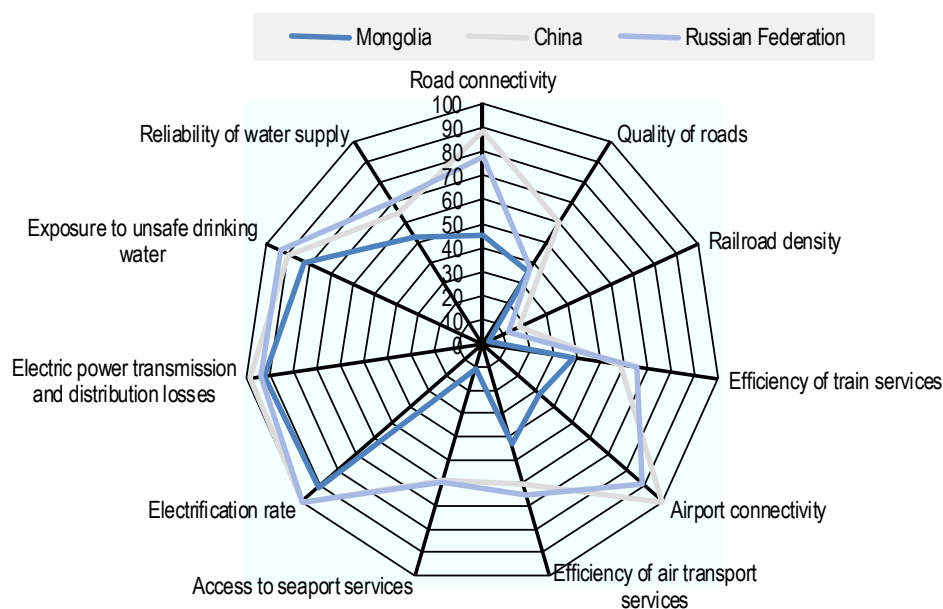 Mongolia China Russian Federation
Road connectivity
100
90
80
70
60
50
40
30
20
10
0
Quality of roads
Railroad density
Efficiency of train services
Airport connectivity
Efficiency of air transport
services
Access to seaport services
Electrification rate
Electric power transmission
and distribution losses
Exposure to unsafe drinking
water
Reliability of water supply